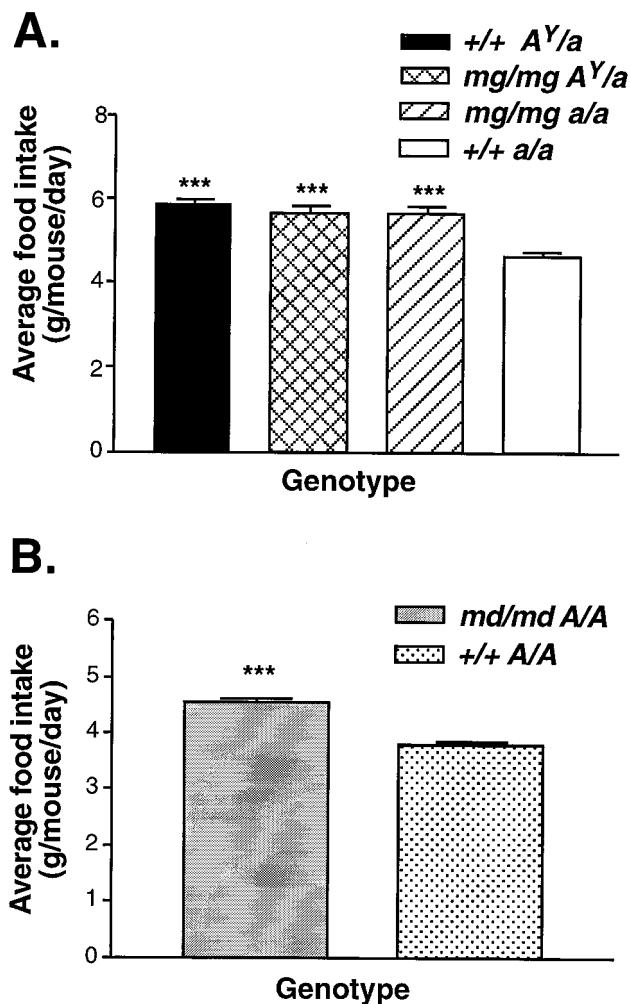 A.
+/+ Aʸ/a
mg/mg Aʸ/a
mg/mg a/a
+/+ a/a
Average food intake
(g/mouse/day)
8
6
4
2
0
***
***
***
Genotype
B.
md/md A/A
+/+ A/A
Average food intake
(g/mouse/day)
6
5
4
3
2
1
0
***
Genotype